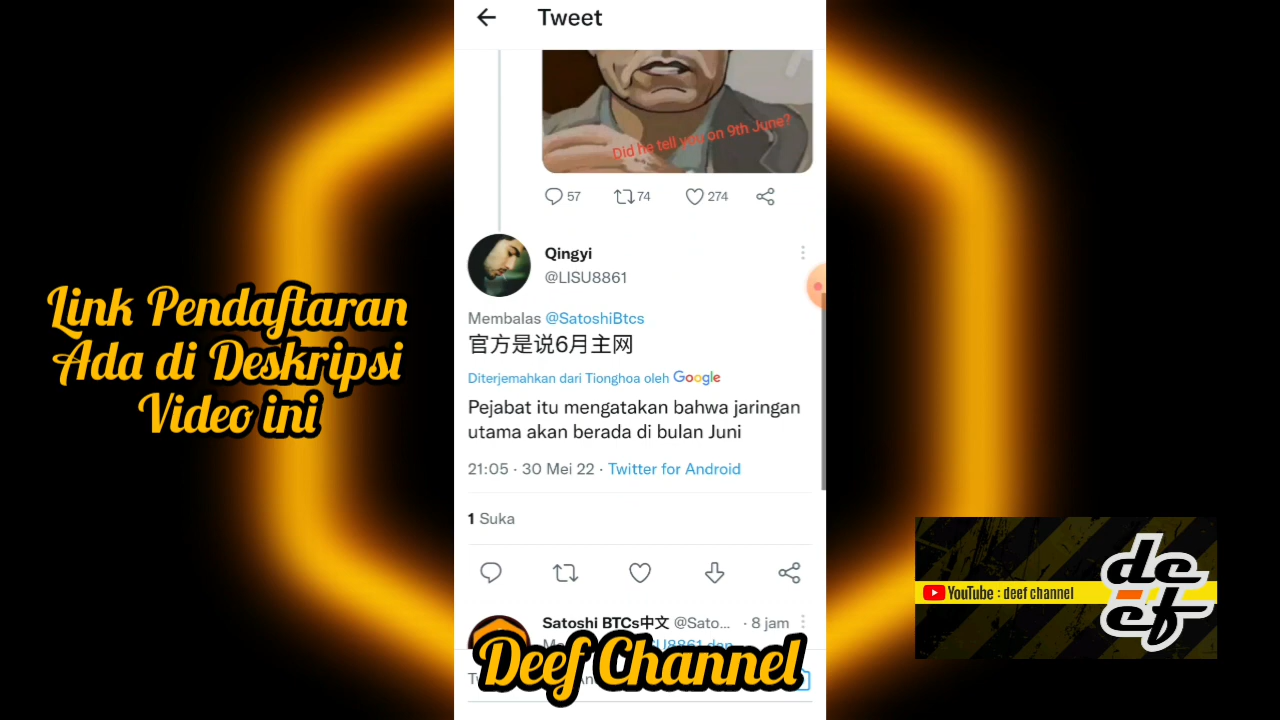 Tweet
Did he tell you on 9th June?
57 74 274
Qingyi
@LISU8861
Membalas @SatoshiBtcs
官方是说6月主网
Diterjemahkan dari Tionghoa oleh Google
Pejabat itu mengatakan bahwa jaringan
utama akan berada di bulan Juni
21:05 · 30 Mei 22 · Twitter for Android
1 Suka
Satoshi BTCs中文 @Sato... · 8 jam
Link Pendaftaran
Ada di Deskripsi
Video ini
YouTube : deef channel
deef
Deef Channel